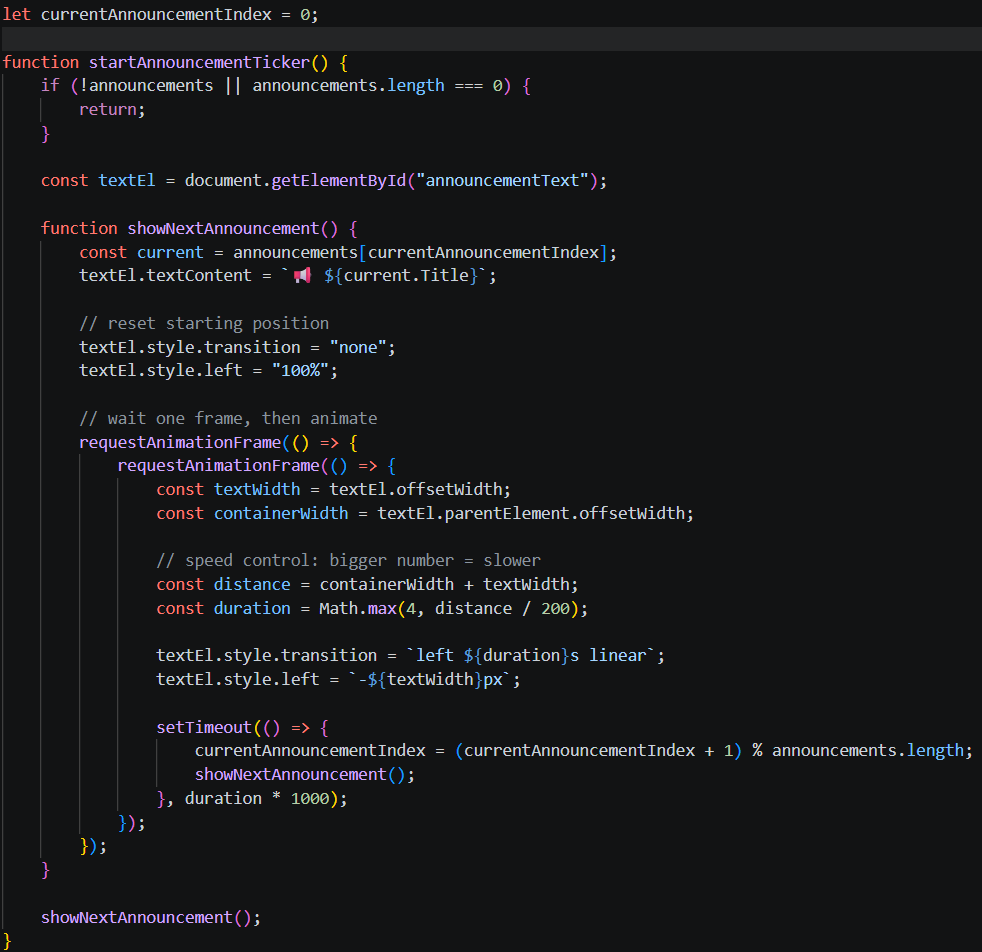 let currentAnnouncementIndex = 0;

function startAnnouncementTicker() {
    if (!announcements || announcements.length === 0) {
        return;
    }

    const textEl = document.getElementById("announcementText");

    function showNextAnnouncement() {
        const current = announcements[currentAnnouncementIndex];
        textEl.textContent = `📢 ${current.Title}`;

        // reset starting position
        textEl.style.transition = "none";
        textEl.style.left = "100%";

        // wait one frame, then animate
        requestAnimationFrame(() => {
            requestAnimationFrame(() => {
                const textWidth = textEl.offsetWidth;
                const containerWidth = textEl.parentElement.offsetWidth;

                // speed control: bigger number = slower
                const distance = containerWidth + textWidth;
                const duration = Math.max(4, distance / 200);

                textEl.style.transition = `left ${duration}s linear`;
                textEl.style.left = `-${textWidth}px`;

                setTimeout(() => {
                    currentAnnouncementIndex = (currentAnnouncementIndex + 1) % announcements.length;
                    showNextAnnouncement();
                }, duration * 1000);
            });
        });
    }

    showNextAnnouncement();
}